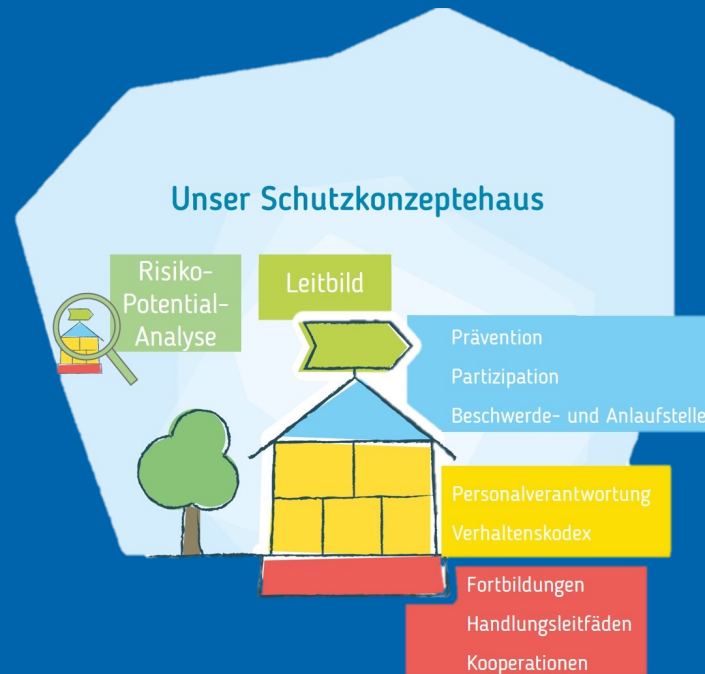 Unser Schutzkonzeptehaus
Risiko-
Potential-
Analyse
Leitbild
Prävention
Partizipation
Beschwerde- und Anlaufstelle
Personalverantwortung
Verhaltenskodex
Fortbildungen
Handlungsleitfäden
Kooperationen